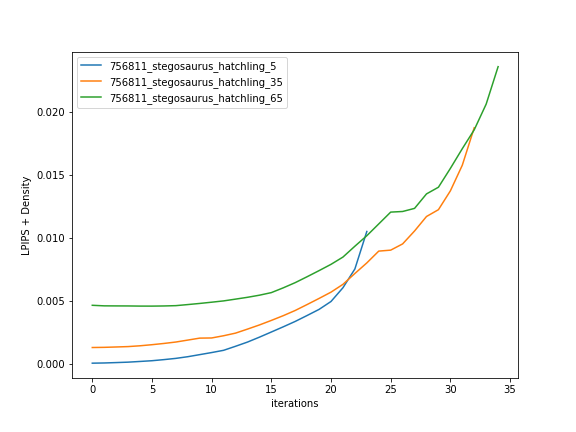 756811_stegosaurus_hatchling_5
756811_stegosaurus_hatchling_35
756811_stegosaurus_hatchling_65
LPIPS + Density
0.020
0.015
0.010
0.005
0.000
0 5 10 15 20 25 30 35
iterations